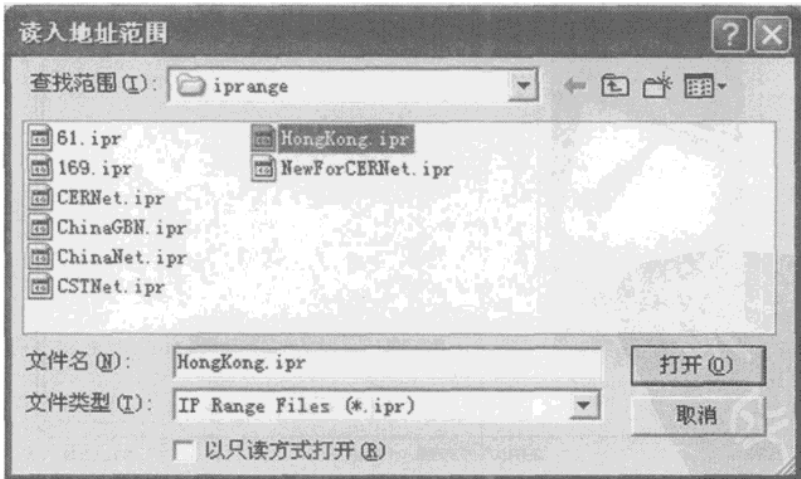 读入地址范围
查找范围(I): iprange
61.ipr
169.ipr
CERNet.ipr
ChinaGBN.ipr
ChinaNet.ipr
CSTNet.ipr
HongKong.ipr
NewForCERNet.ipr
文件名(N): HongKong.ipr
打开(O)
文件类型(T): IP Range Files (*.ipr)
取消
以只读方式打开(R)